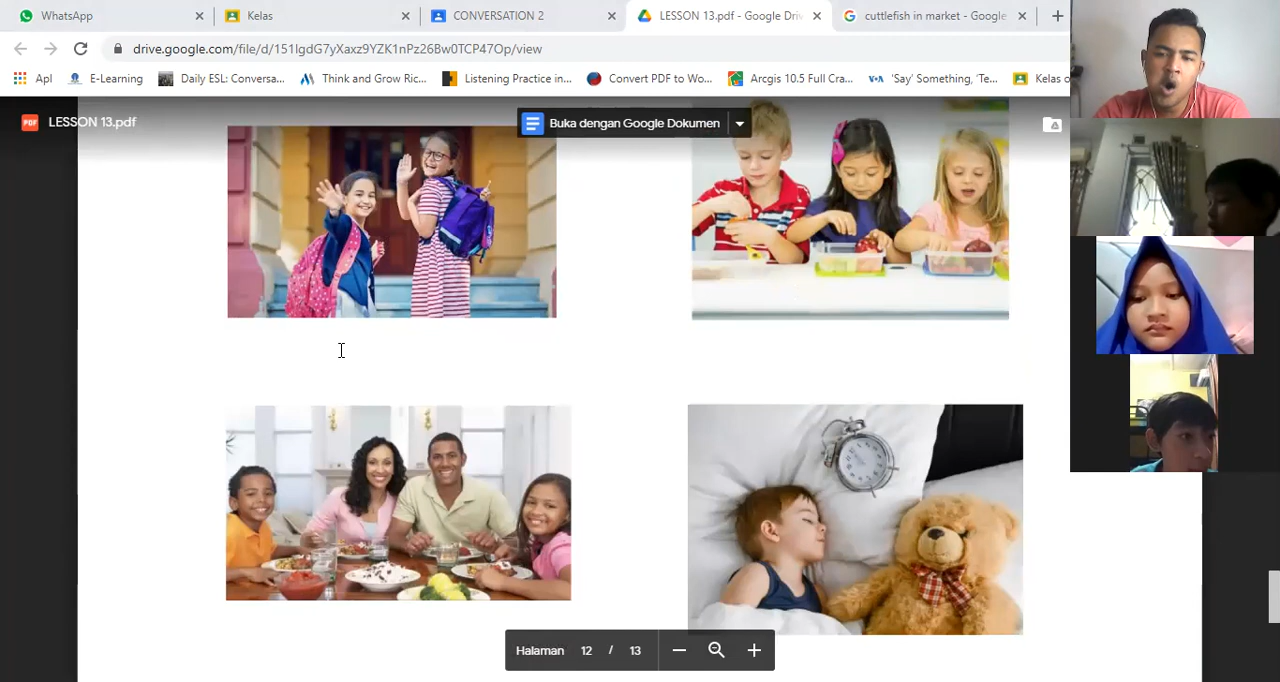 WhatsApp
Kelas
CONVERSATION 2
LESSON 13.pdf - Google Driv
cuttlefish in market - Google
drive.google.com/file/d/151lgdG7yXaxz9YZK1nPz26Bw0TCP47Op/view
Apl
E-Learning
Daily ESL: Conversa...
Think and Grow Ric...
Listening Practice in...
Convert PDF to Wo...
Arcgis 10.5 Full Cra...
VOA
'Say' Something, 'Te...
Kelas o
PDF
LESSON 13.pdf
Buka dengan Google Dokumen
Halaman 12 / 13